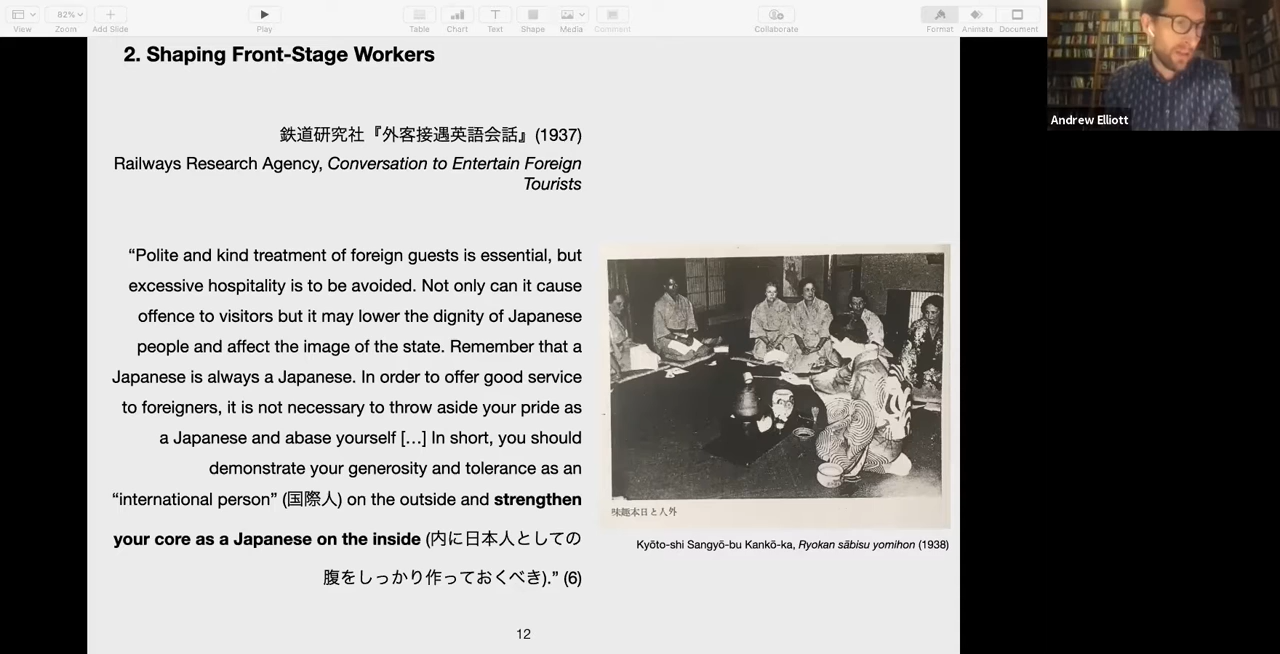 View
82%
Zoom
Add Slide
Play
Table
Chart
Text
Shape
Media
Comment
Collaborate
Format
Animate
Document
Andrew Elliott
2. Shaping Front-Stage Workers
鉄道研究社『外客接遇英語会話』(1937)
Railways Research Agency, Conversation to Entertain Foreign
Tourists
“Polite and kind treatment of foreign guests is essential, but
excessive hospitality is to be avoided. Not only can it cause
offence to visitors but it may lower the dignity of Japanese
people and affect the image of the state. Remember that a
Japanese is always a Japanese. In order to offer good service
to foreigners, it is not necessary to throw aside your pride as
a Japanese and abase yourself […] In short, you should
demonstrate your generosity and tolerance as an
“international person” (国際人) on the outside and strengthen
your core as a Japanese on the inside (内に日本人としての
腹をしっかり作っておくべき).” (6)
味趣本日と人外
Kyōto-shi Sangyō-bu Kankō-ka, Ryokan sābisu yomihon (1938)
12